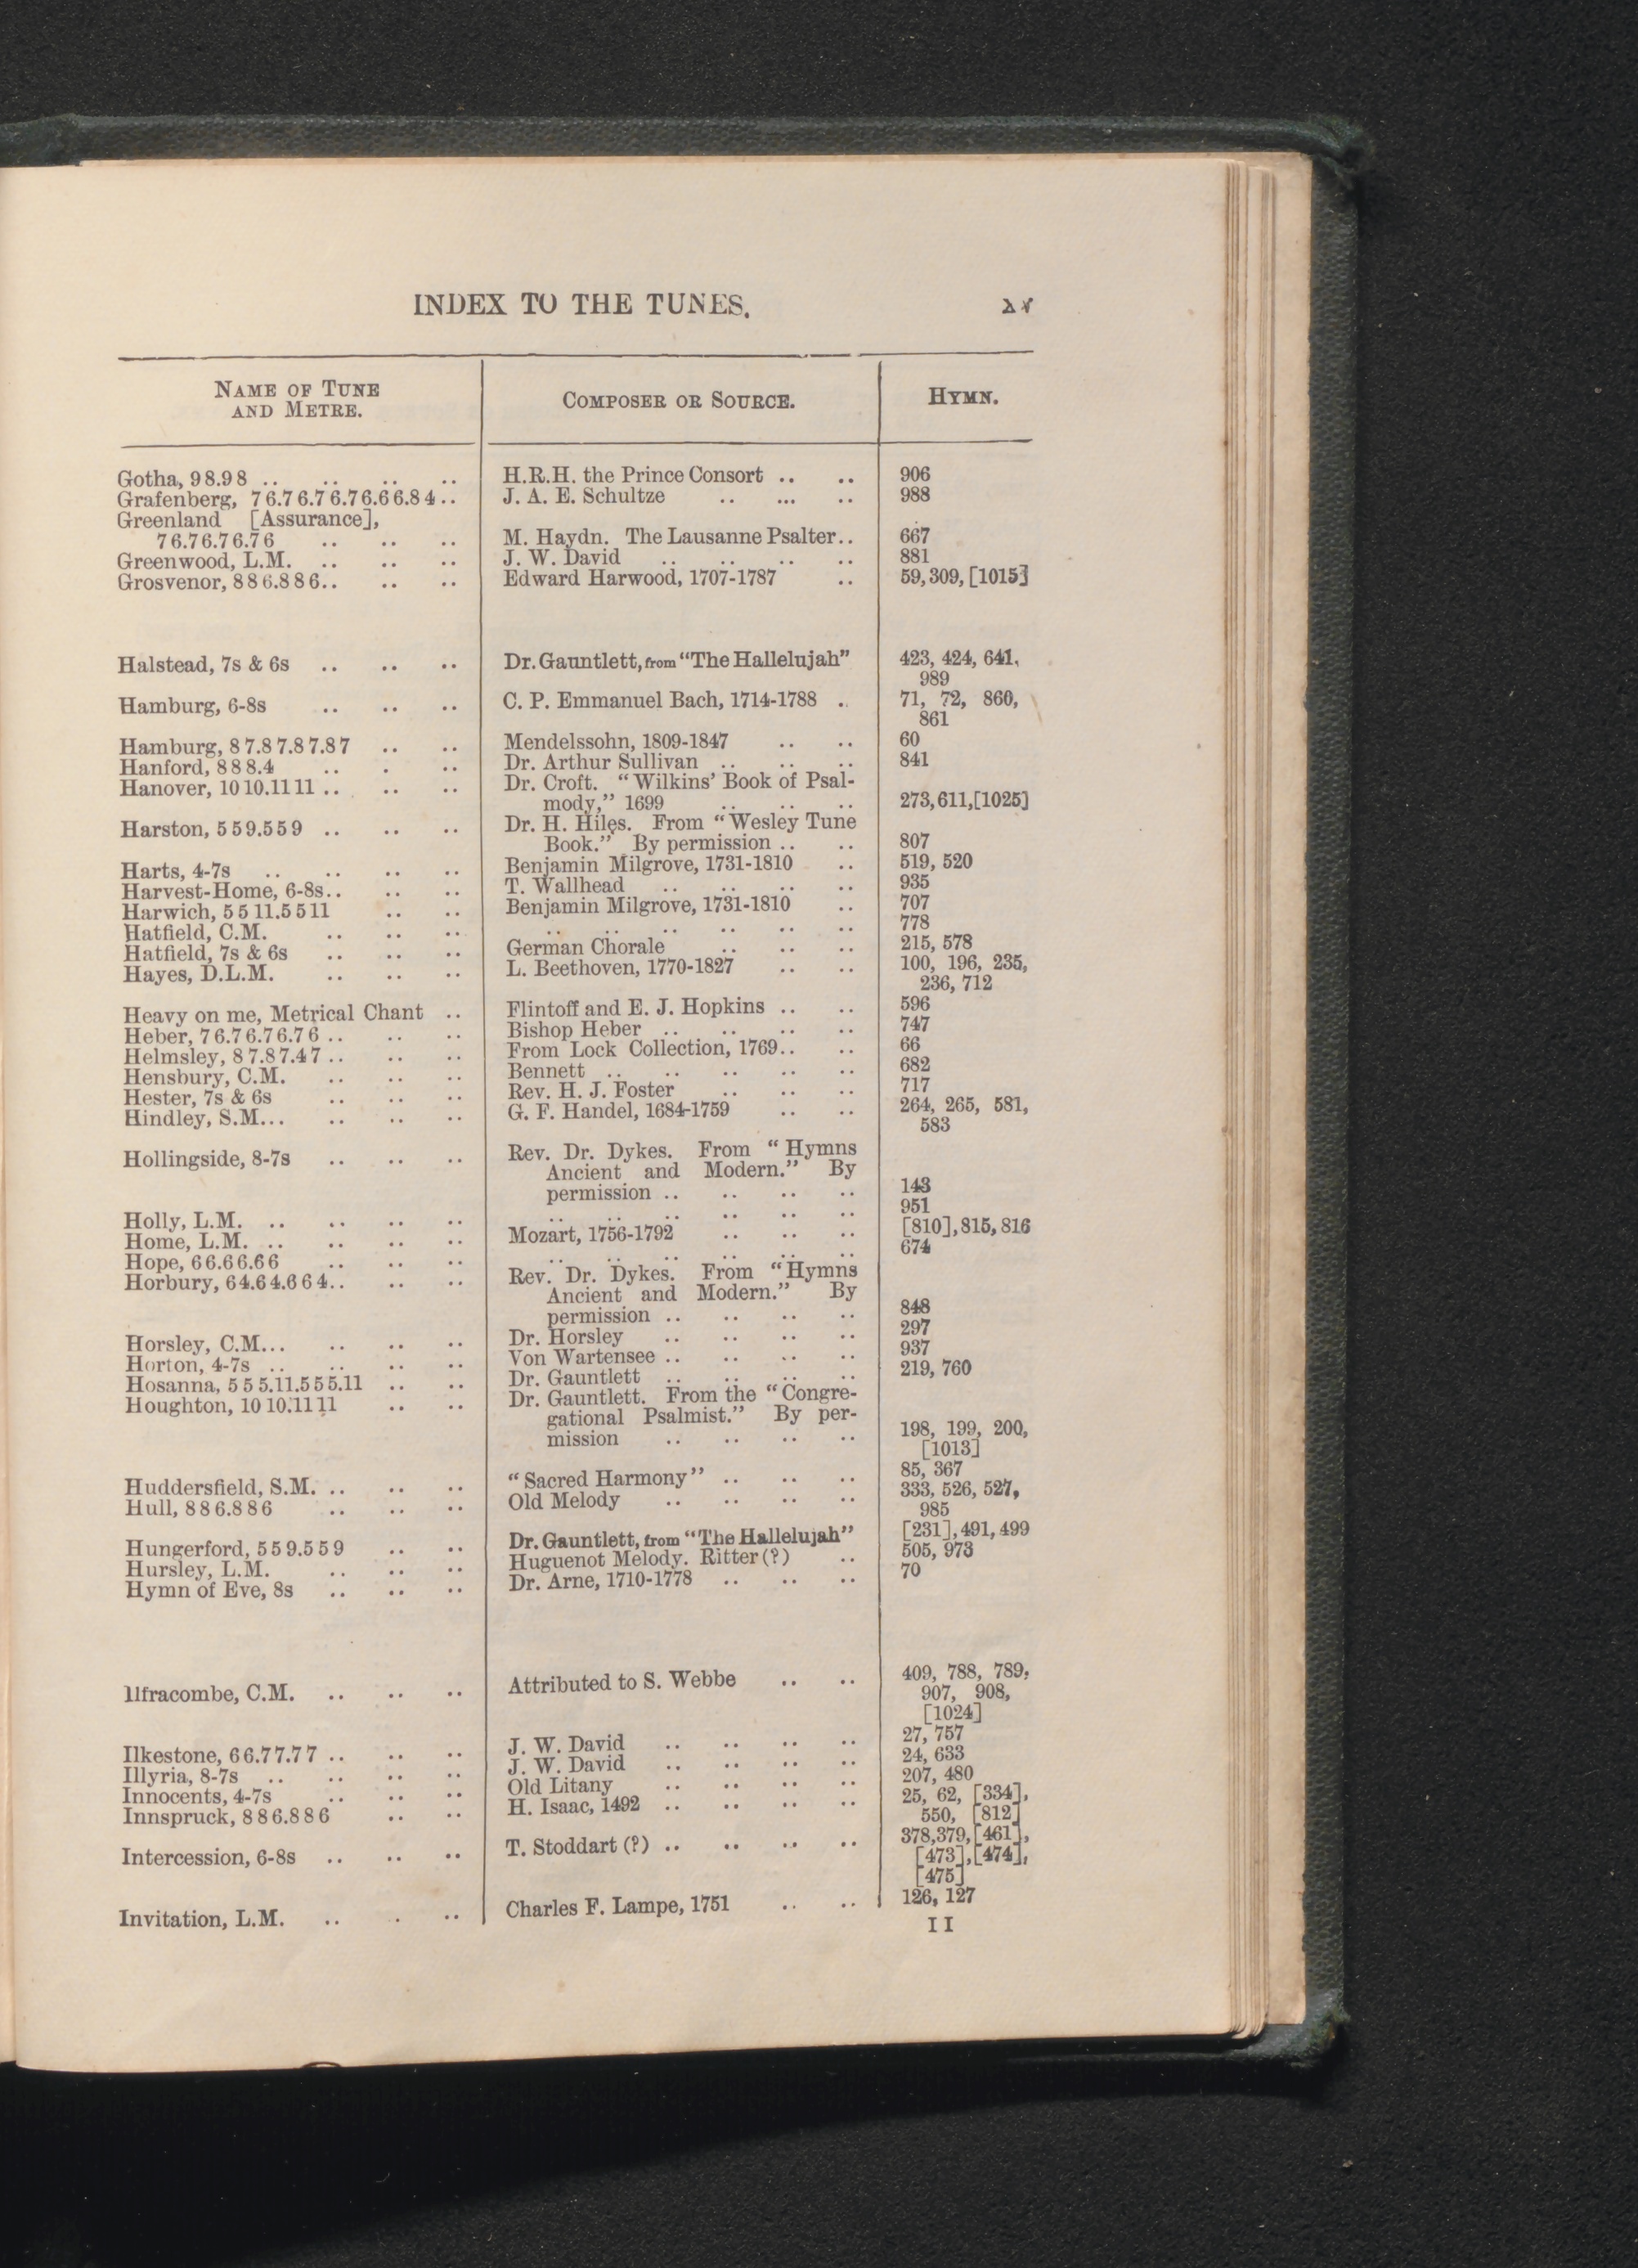 INDEX TO THE TUNES. xv
NAME OF TUNE
AND METRE.
COMPOSER OR SOURCE.
HYMN.
Gotha, 98.98 .. .. .. .. H.R.H. the Prince Consort .. .. 906
Grafenberg, 76.76.76.76.66.84.. J. A. E. Schultze .. ... .. 988
Greenland [Assurance],
76.76.76.76 .. .. .. M. Haydn. The Lausanne Psalter.. 667
Greenwood, L.M. .. .. .. J. W. David .. .. .. .. 881
Grosvenor, 886.886.. .. .. Edward Harwood, 1707-1787 .. 59, 309, [1015]
Halstead, 7s & 6s .. .. .. Dr. Gauntlett, from "The Hallelujah" 423, 424, 641,
989
Hamburg, 6-8s .. .. .. C. P. Emmanuel Bach, 1714-1788 .. 71, 72, 860,
861
Hamburg, 87.87.87.87 .. .. Mendelssohn, 1809-1847 .. .. 60
Hanford, 888.4 .. . .. Dr. Arthur Sullivan .. .. .. 841
Hanover, 10 10.11 11 .. .. .. Dr. Croft. "Wilkins' Book of Psal-
mody," 1699 .. .. .. 273, 611, [1025]
Harston, 559.559 .. .. .. Dr. H. Hiles. From "Wesley Tune
Book." By permission .. .. 807
Harts, 4-7s .. .. .. .. Benjamin Milgrove, 1731-1810 .. 519, 520
Harvest-Home, 6-8s.. .. .. T. Wallhead .. .. .. .. 935
Harwich, 5 5 11.5 5 11 .. .. Benjamin Milgrove, 1731-1810 .. 707
Hatfield, C.M. .. .. .. .. .. .. .. .. .. 778
Hatfield, 7s & 6s .. .. .. German Chorale .. .. .. 215, 578
Hayes, D.L.M. .. .. .. L. Beethoven, 1770-1827 .. .. 100, 196, 235,
236, 712
Heavy on me, Metrical Chant .. Flintoff and E. J. Hopkins .. .. 596
Heber, 76.76.76.76 .. .. .. Bishop Heber .. .. .. .. 747
Helmsley, 87.87.47 .. .. .. From Lock Collection, 1769.. .. 66
Hensbury, C.M. .. .. .. Bennett .. .. .. .. .. 682
Hester, 7s & 6s .. .. .. Rev. H. J. Foster .. .. .. 717
Hindley, S.M... .. .. .. G. F. Handel, 1684-1759 .. .. 264, 265, 581,
583
Hollingside, 8-7s .. .. .. Rev. Dr. Dykes. From "Hymns
Ancient and Modern." By
permission .. .. .. .. 143
Holly, L.M. .. .. .. .. .. .. .. .. .. .. 951
Home, L.M. .. .. .. .. Mozart, 1756-1792 .. .. .. [810], 815, 816
Hope, 66.66.66 .. .. .. .. .. .. .. .. .. 674
Horbury, 64.64.664.. .. .. Rev. Dr. Dykes. From "Hymns
Ancient and Modern." By
permission .. .. .. .. 848
Horsley, C.M... .. .. .. Dr. Horsley .. .. .. .. 297
Horton, 4-7s .. .. .. .. Von Wartensee .. .. .. .. 937
Hosanna, 555.11.555.11 .. .. Dr. Gauntlett .. .. .. .. 219, 760
Houghton, 10 10.11 11 .. .. Dr. Gauntlett. From the "Congre-
gational Psalmist." By per-
mission .. .. .. .. 198, 199, 200,
[1013]
Huddersfield, S.M. .. .. .. "Sacred Harmony" .. .. .. 85, 367
Hull, 886.886 .. .. .. Old Melody .. .. .. .. 333, 526, 527,
985
Hungerford, 559.559 .. .. Dr. Gauntlett, from "The Hallelujah" [231], 491, 499
Hursley, L.M. .. .. .. Huguenot Melody. Ritter (?) .. 505, 973
Hymn of Eve, 8s .. .. .. Dr. Arne, 1710-1778 .. .. .. 70
Ilfracombe, C.M. .. .. .. Attributed to S. Webbe .. .. 409, 788, 789,
907, 908,
[1024]
Ilkestone, 66.77.77 .. .. .. J. W. David .. .. .. .. 27, 757
Illyria, 8-7s .. .. .. .. J. W. David .. .. .. .. 24, 633
Innocents, 4-7s .. .. .. Old Litany .. .. .. .. 207, 480
Innspruck, 886.886 .. .. H. Isaac, 1492 .. .. .. .. 25, 62, [334],
550, [812]
Intercession, 6-8s .. .. .. T. Stoddart (?) .. .. .. .. 378, 379, [461],
[473], [474],
[475]
Invitation, L.M. .. . .. Charles F. Lampe, 1751 .. .. 126, 127
I I